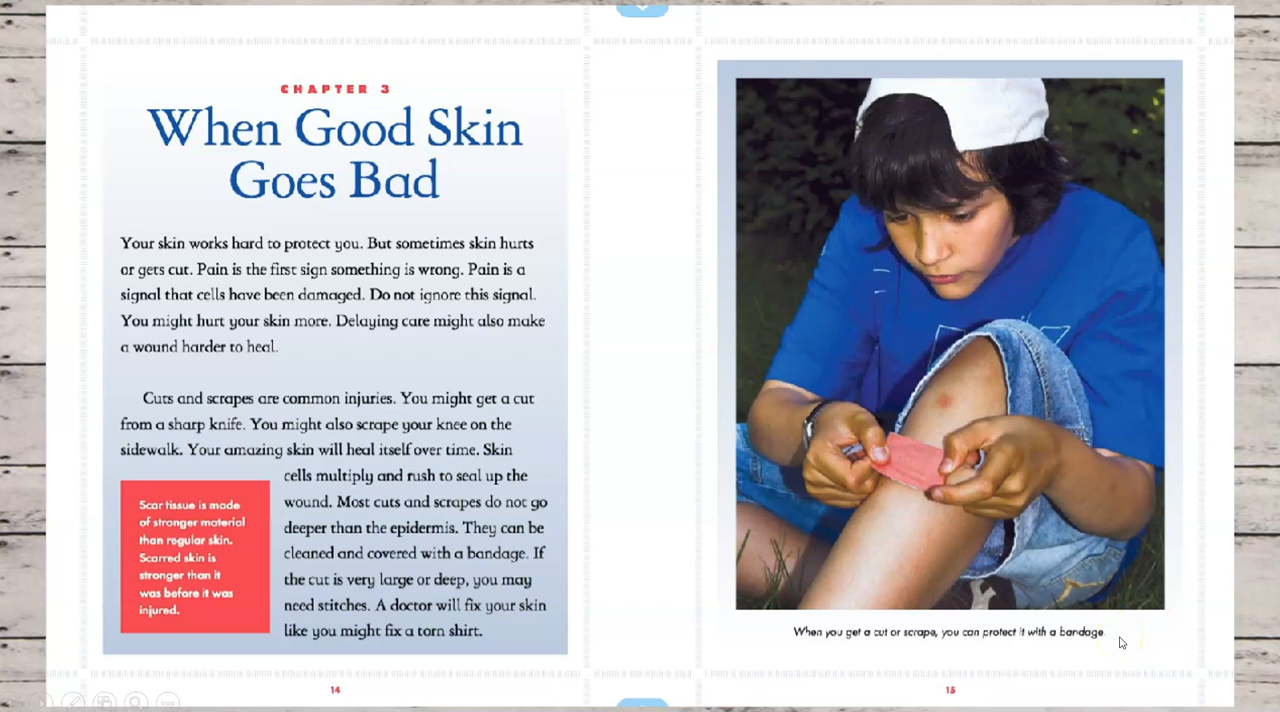 CHAPTER 3
When Good Skin
Goes Bad
Your skin works hard to protect you. But sometimes skin hurts
or gets cut. Pain is the first sign something is wrong. Pain is a
signal that cells have been damaged. Do not ignore this signal.
You might hurt your skin more. Delaying care might also make
a wound harder to heal.
Cuts and scrapes are common injuries. You might get a cut
from a sharp knife. You might also scrape your knee on the
sidewalk. Your amazing skin will heal itself over time. Skin
cells multiply and rush to seal up the
wound. Most cuts and scrapes do not go
deeper than the epidermis. They can be
cleaned and covered with a bandage. If
the cut is very large or deep, you may
need stitches. A doctor will fix your skin
like you might fix a torn shirt.
Scar tissue is made
of stronger material
than regular skin.
Scarred skin is
stronger than it
was before it was
injured.
14
When you get a cut or scrape, you can protect it with a bandage.
15